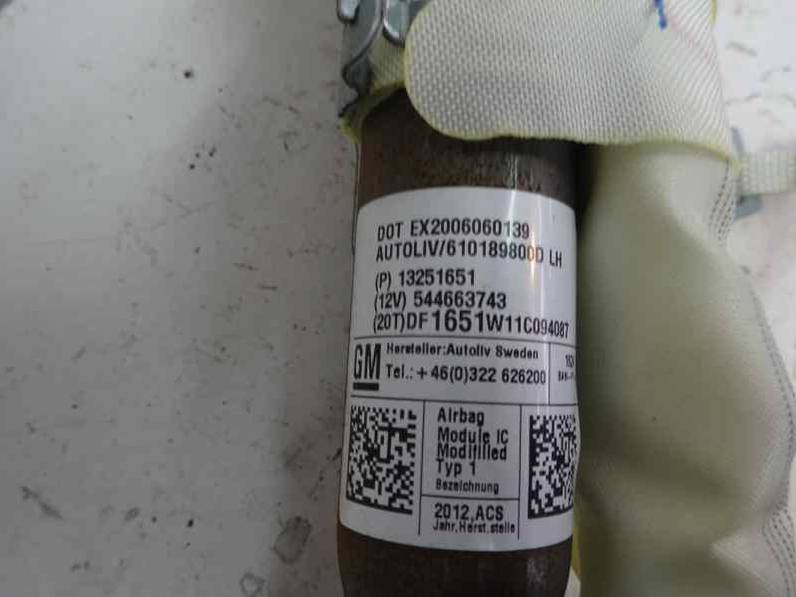 DOT EX2006060139
AUTOLIV/610189800D LH
(P) 13251651
(12V) 544663743
(20T)DF1651W11C094087
GM
Hersteller:Autoliv Sweden
Tel.: +46(0)322 626200
Airbag
Module IC
Modifilled
Typ 1
Bezeichnung
2012,ACS
Jahr,Herst.stelle